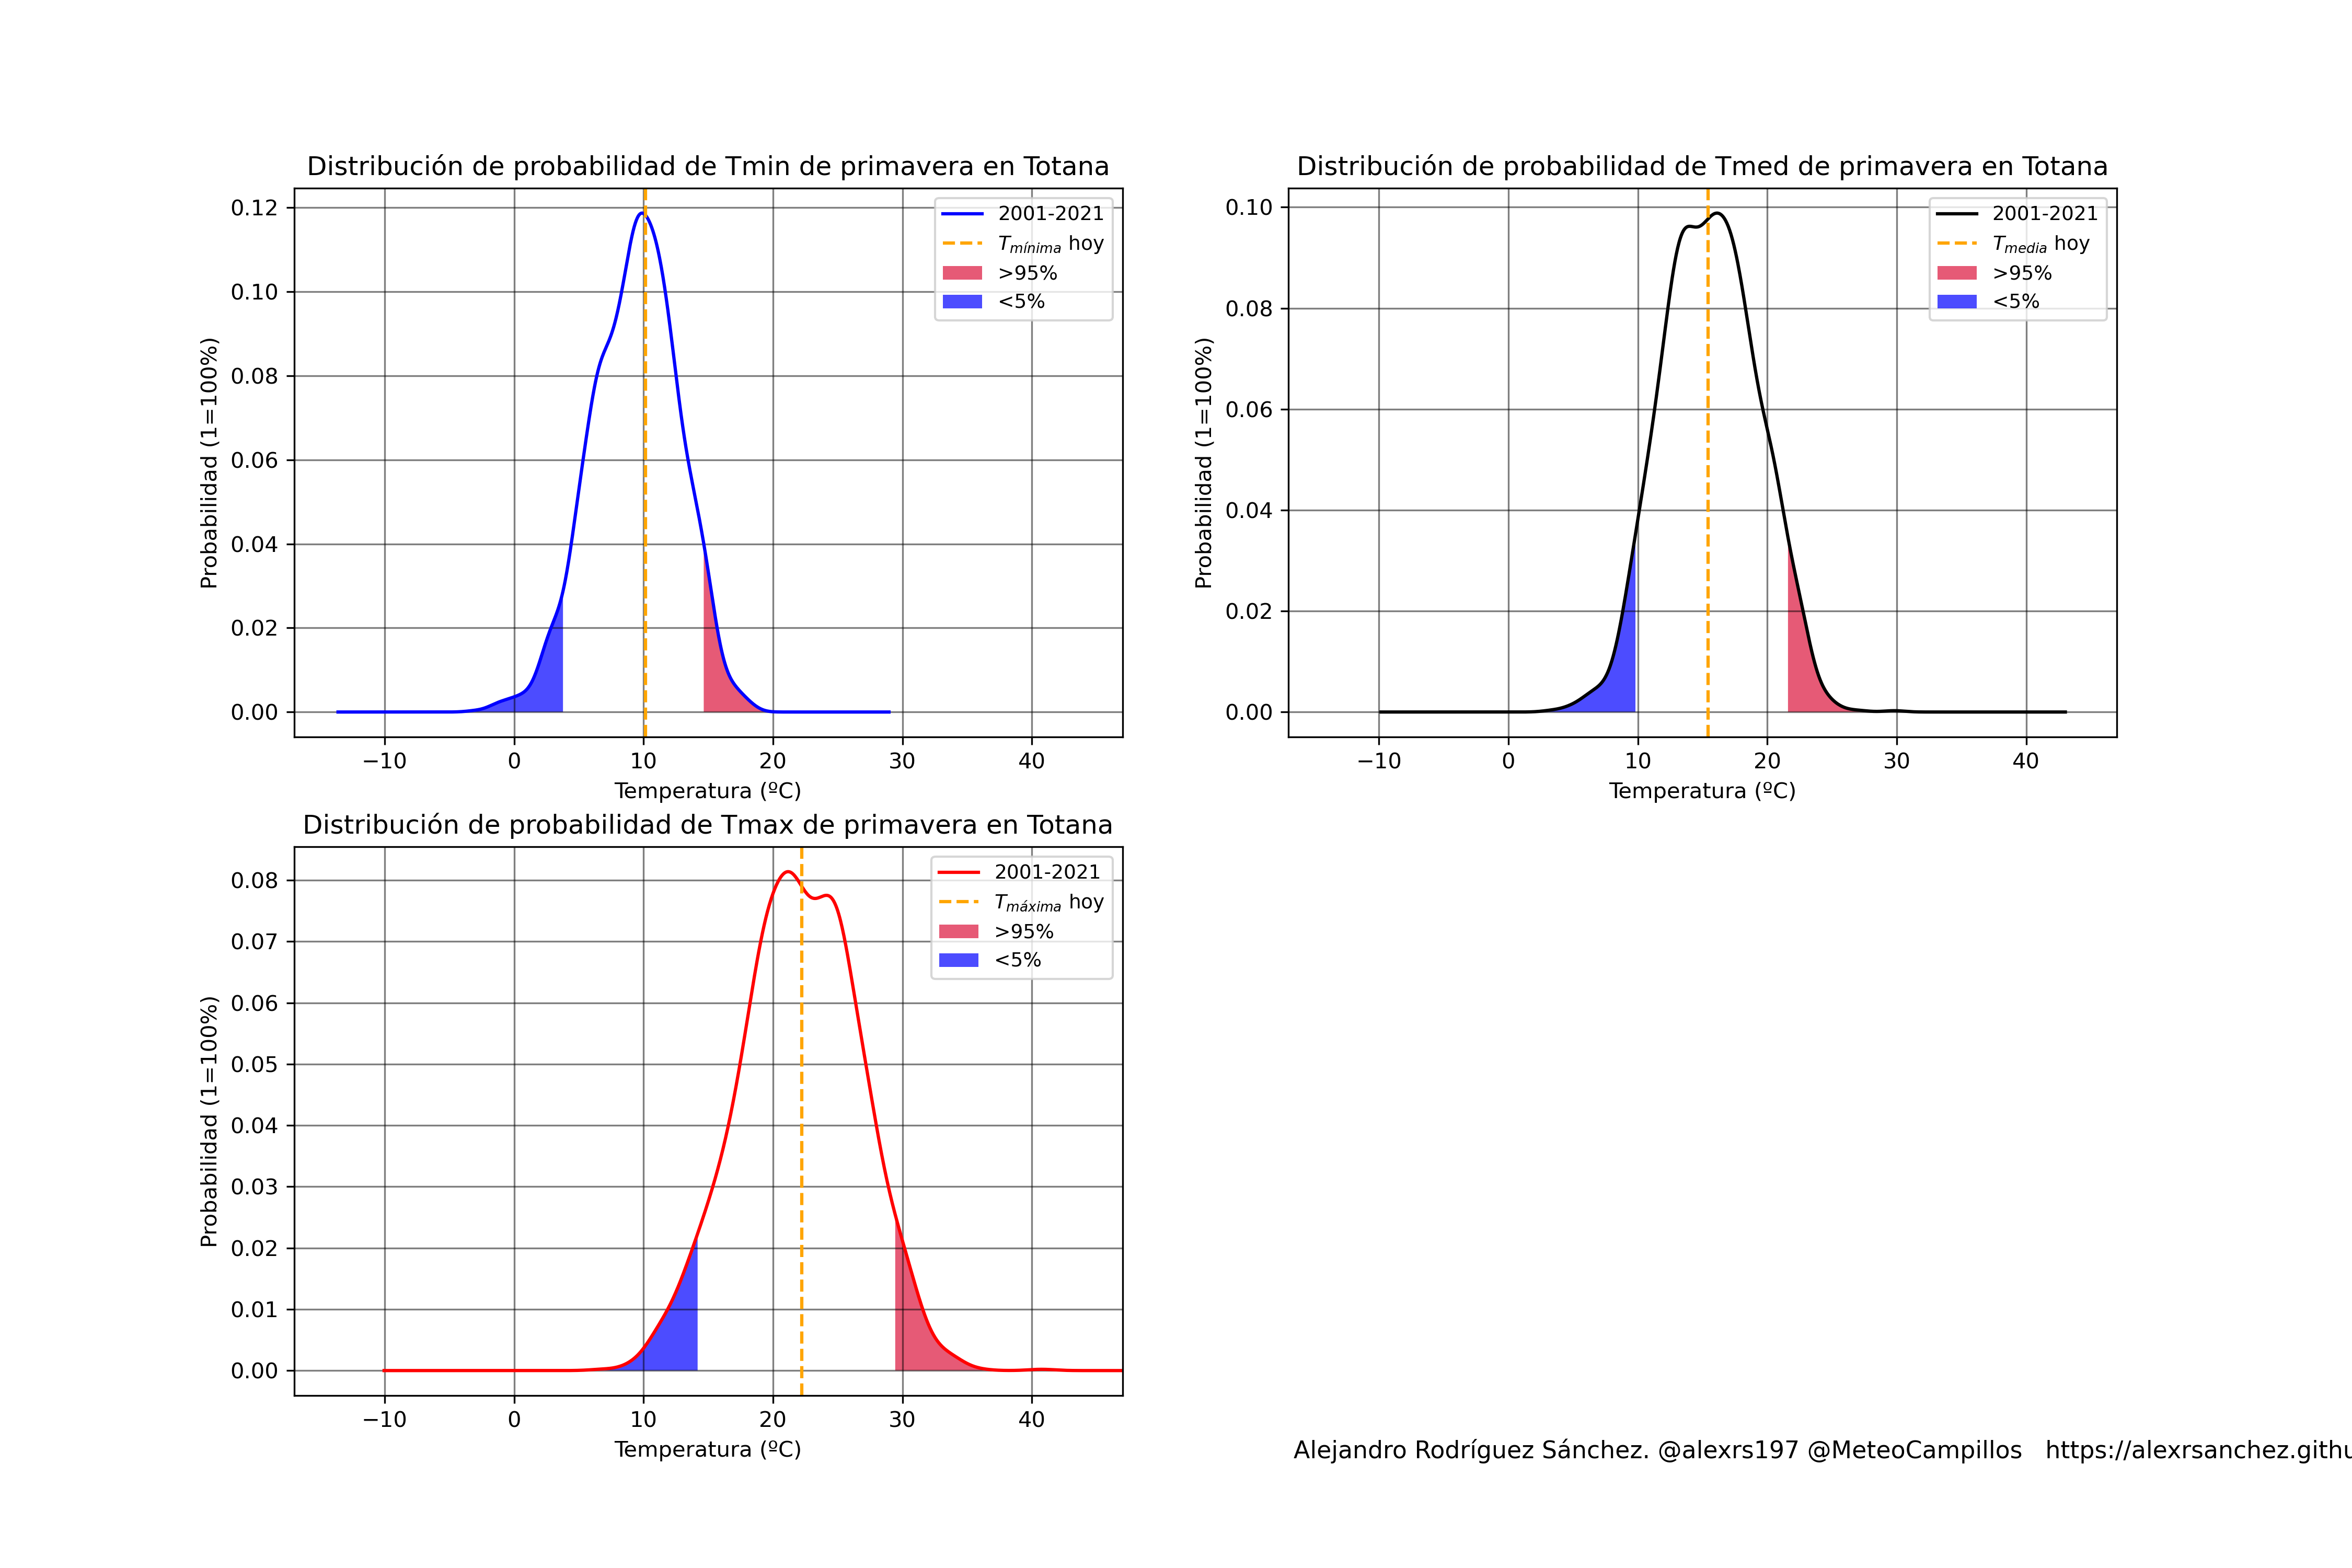 Distribución de probabilidad de Tmin de primavera en Totana
Probabilidad (1=100%)
0.12
0.10
0.08
0.06
0.04
0.02
0.00
2001-2021
Tmínima hoy
>95%
<5%
−10 0 10 20 30 40
Temperatura (ºC)
Distribución de probabilidad de Tmed de primavera en Totana
Probabilidad (1=100%)
0.10
0.08
0.06
0.04
0.02
0.00
2001-2021
Tmedia hoy
>95%
<5%
−10 0 10 20 30 40
Temperatura (ºC)
Distribución de probabilidad de Tmax de primavera en Totana
Probabilidad (1=100%)
0.08
0.07
0.06
0.05
0.04
0.03
0.02
0.01
0.00
2001-2021
Tmáxima hoy
>95%
<5%
−10 0 10 20 30 40
Temperatura (ºC)
Alejandro Rodríguez Sánchez. @alexrs197 @MeteoCampillos https://alexrsanchez.githu